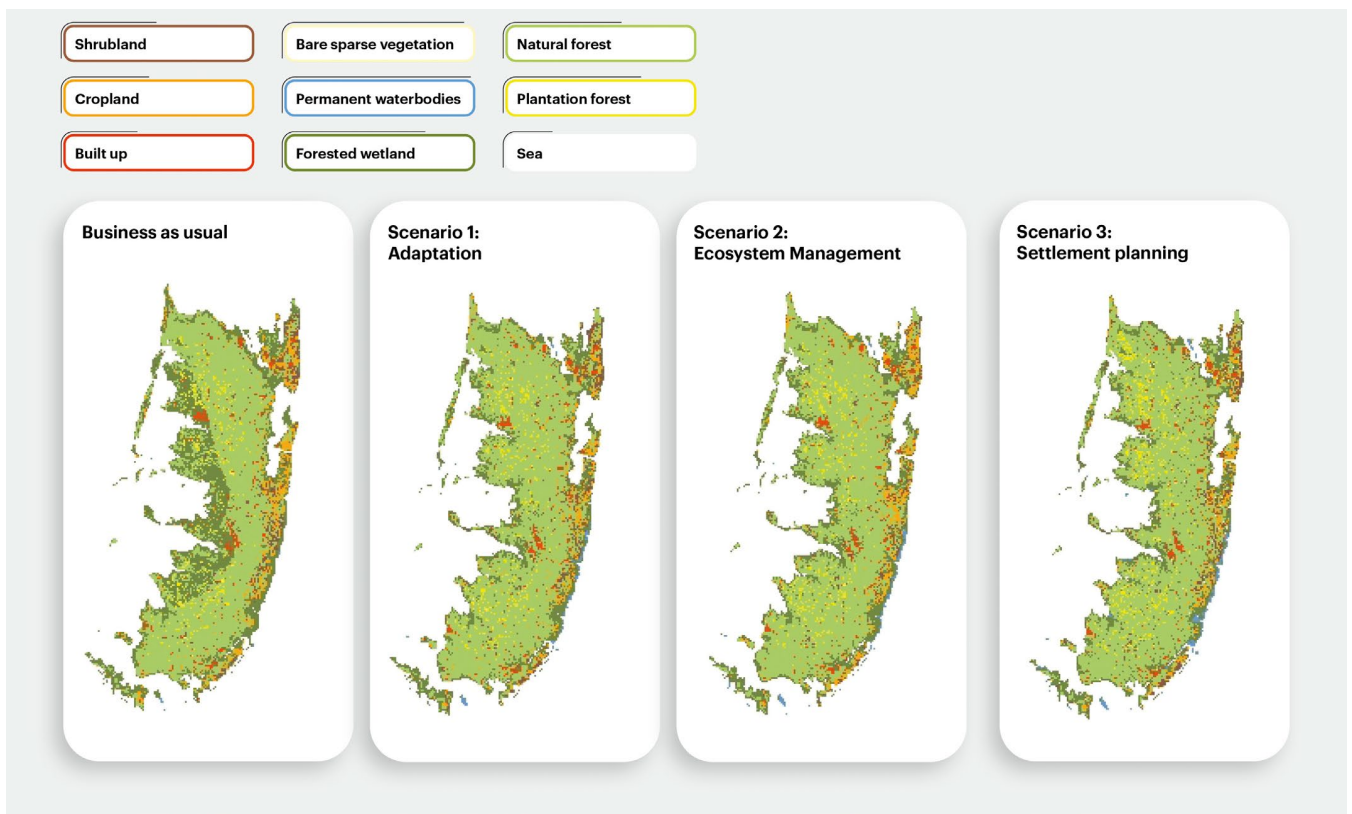 Shrubland
Bare sparse vegetation
Natural forest
Cropland
Permanent waterbodies
Plantation forest
Built up
Forested wetland
Sea
Business as usual
Scenario 1:
Adaptation
Scenario 2:
Ecosystem Management
Scenario 3:
Settlement planning